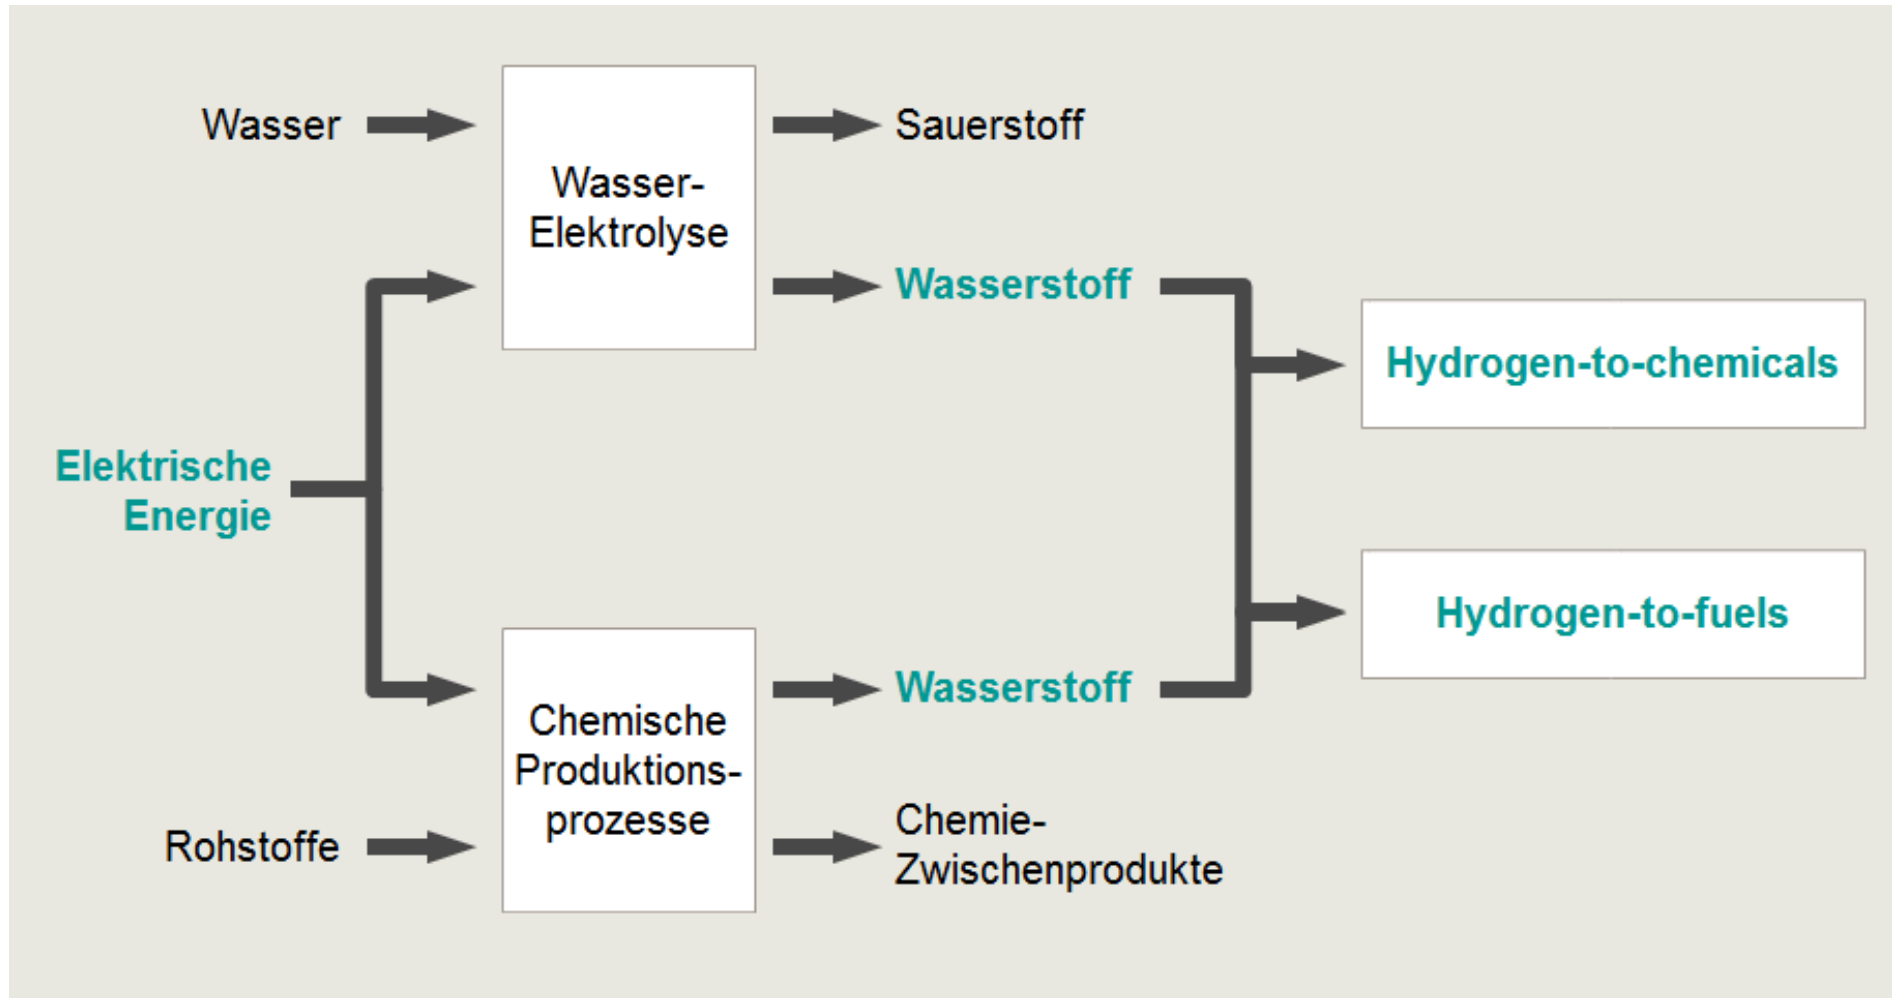 Wasser
Wasser-
Elektrolyse
Sauerstoff
Wasserstoff
Hydrogen-to-chemicals
Elektrische
Energie
Hydrogen-to-fuels
Chemische
Produktions-
prozesse
Wasserstoff
Rohstoffe
Chemie-
Zwischenprodukte